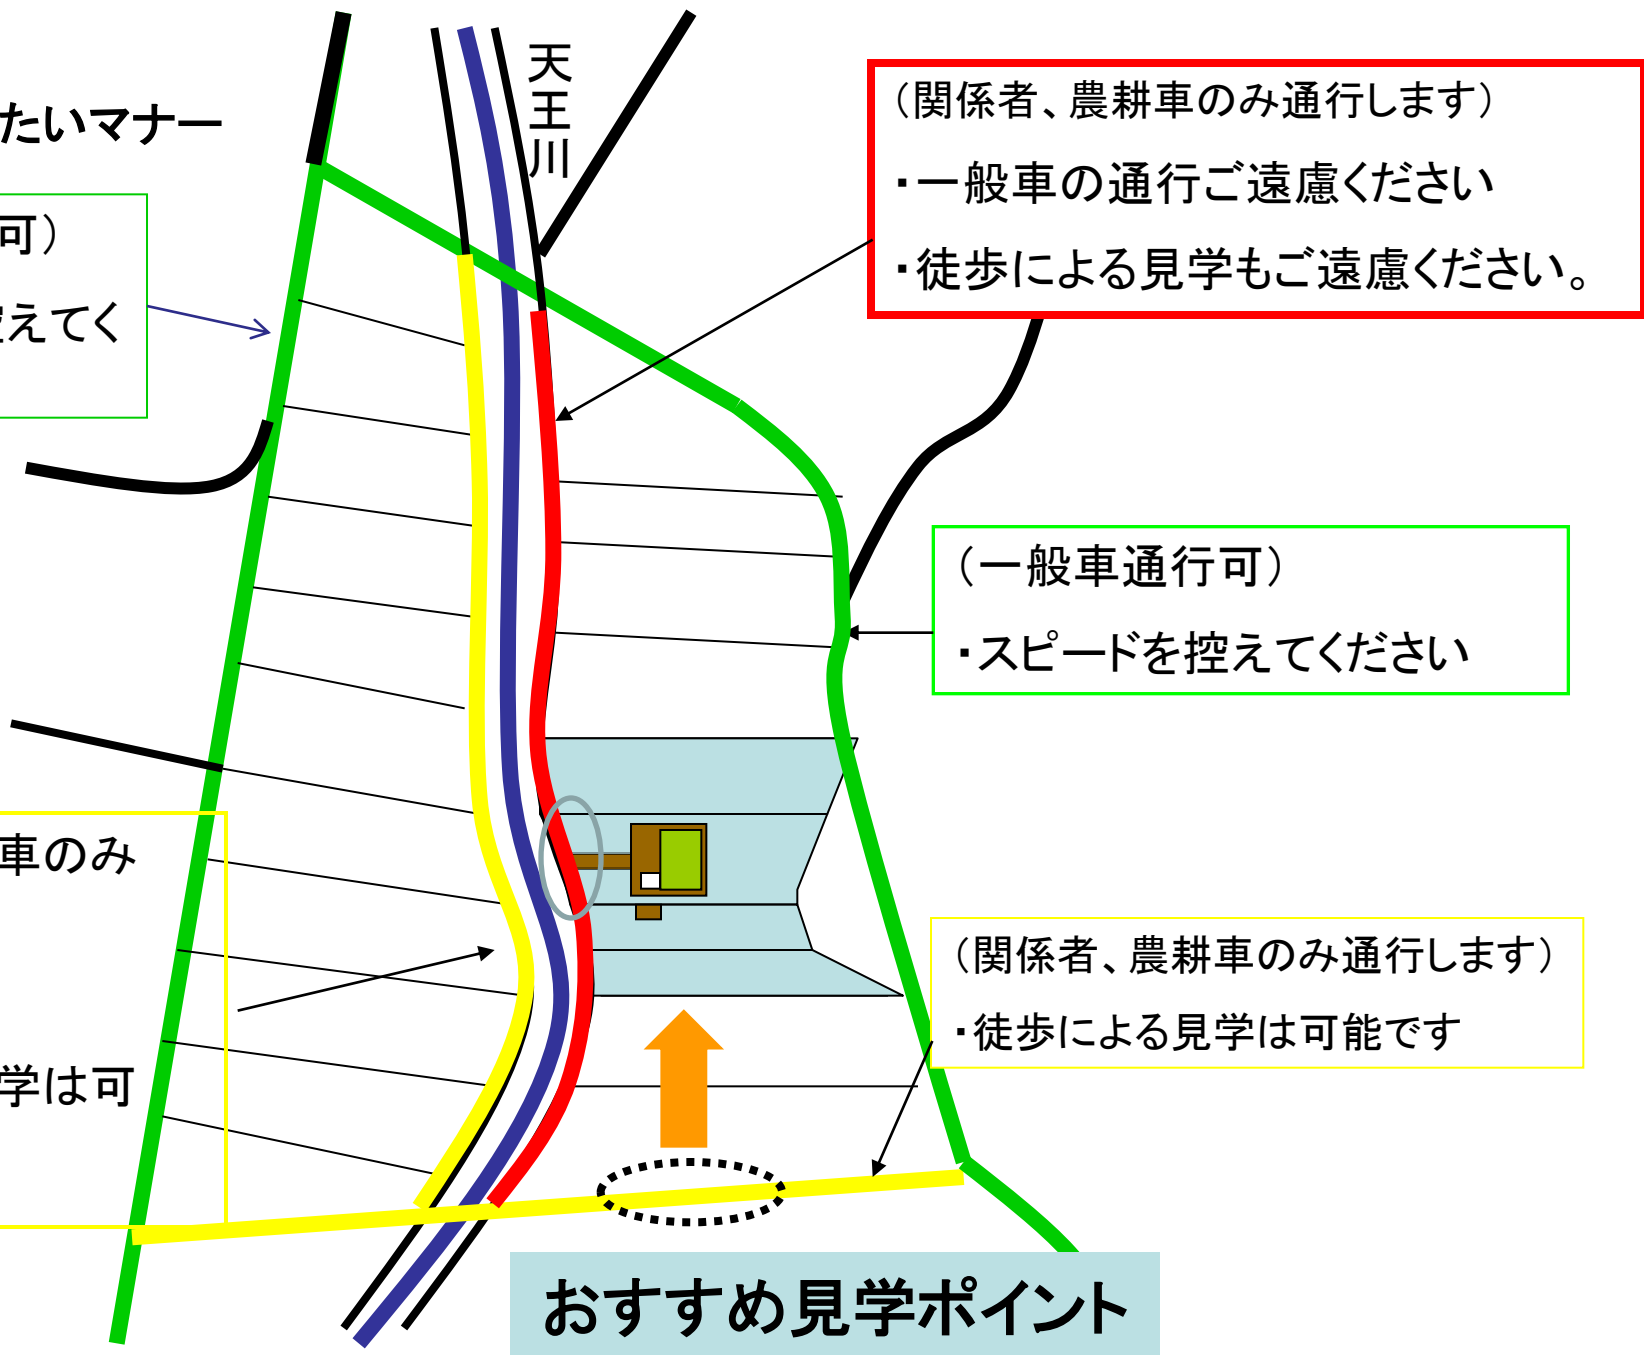 たいマナー
可）
控えてく
天王川
（関係者、農耕車のみ通行します）
・一般車の通行ご遠慮ください
・徒歩による見学もご遠慮ください。
（一般車通行可）
・スピードを控えてください
車のみ
学は可
（関係者、農耕車のみ通行します）
・徒歩による見学は可能です
おすすめ見学ポイント